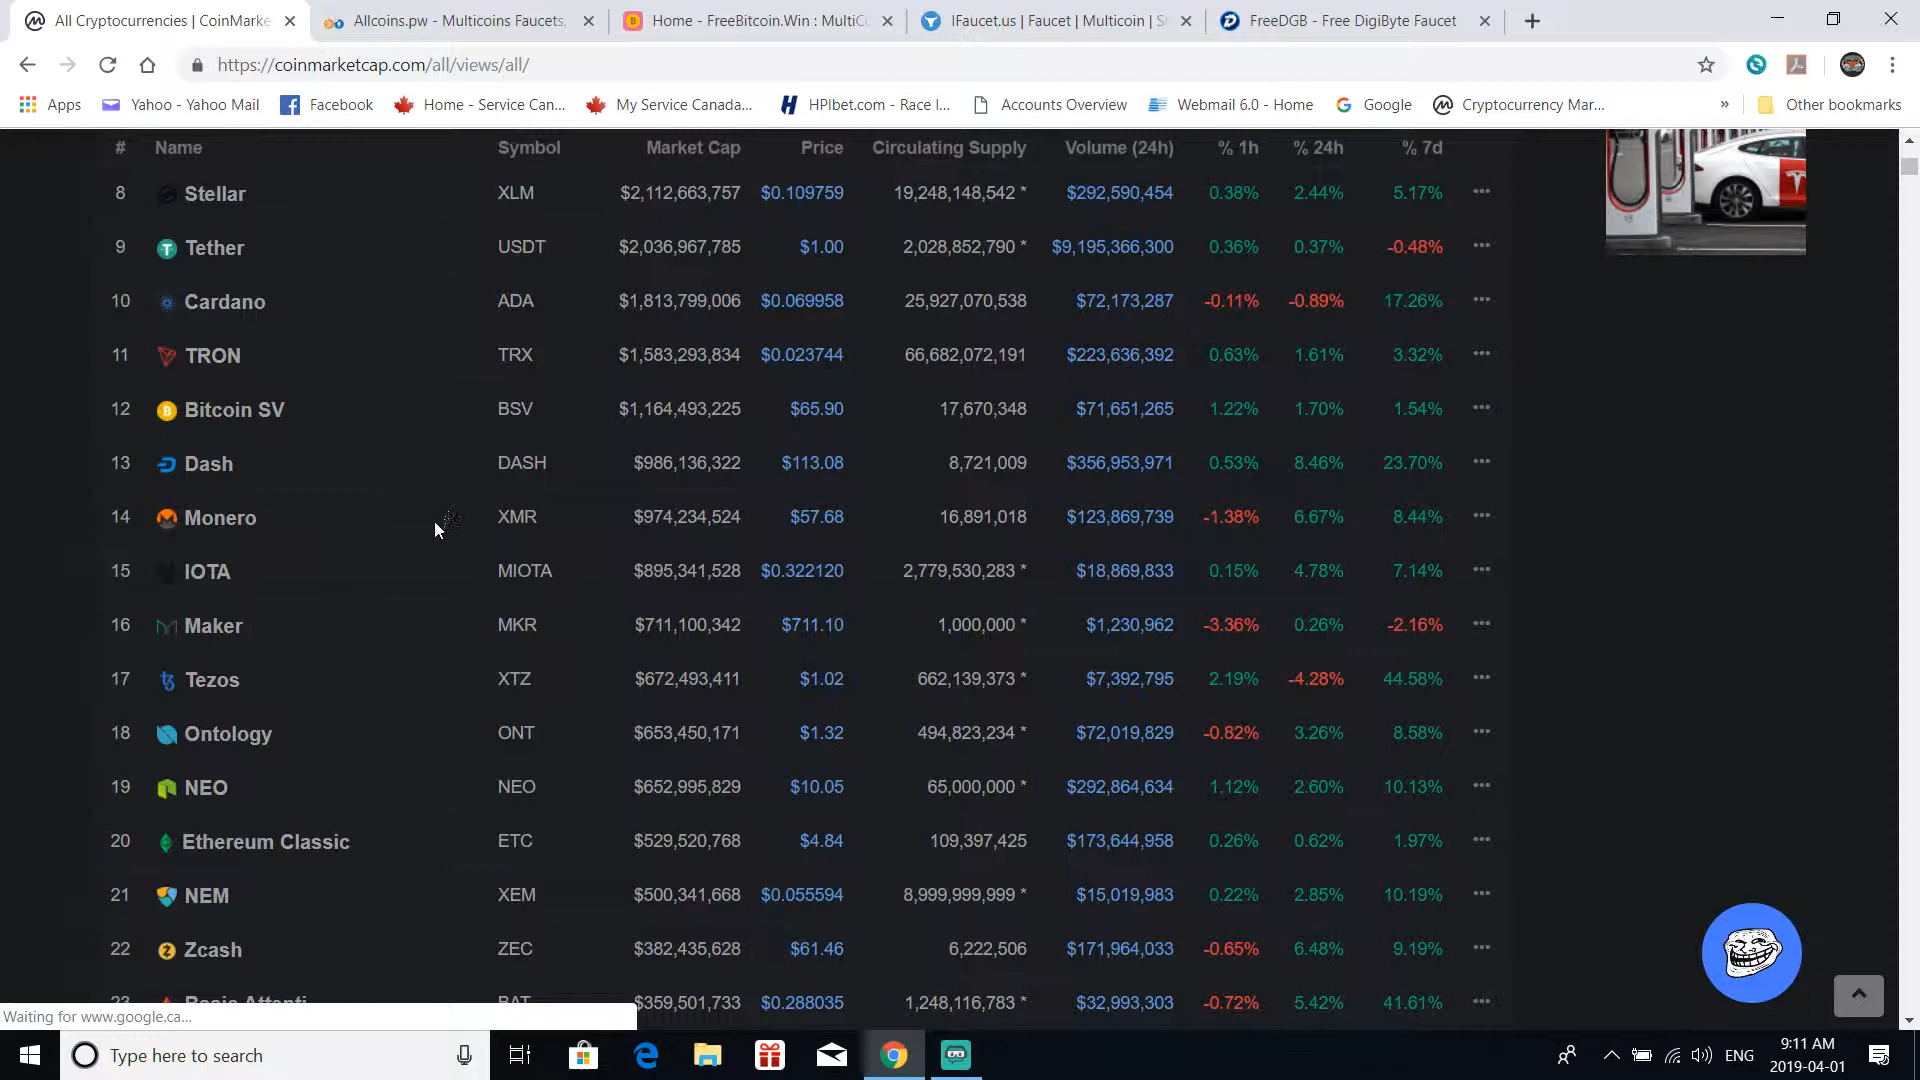 All Cryptocurrencies | CoinMarke Allcoins.pw - Multicoins Faucets, Home - FreeBitcoin.Win : MultiCo IFaucet.us | Faucet | Multicoin | S FreeDGB - Free DigiByte Faucet
https://coinmarketcap.com/all/views/all/
Apps Yahoo - Yahoo Mail Facebook Home - Service Can... My Service Canada... HPIbet.com - Race I... Accounts Overview Webmail 6.0 - Home Google Cryptocurrency Mar... » Other bookmarks
# Name Symbol Market Cap Price Circulating Supply Volume (24h) % 1h % 24h % 7d
8 Stellar XLM $2,112,663,757 $0.109759 19,248,148,542 * $292,590,454 0.38% 2.44% 5.17% •••
9 Tether USDT $2,036,967,785 $1.00 2,028,852,790 * $9,195,366,300 0.36% 0.37% -0.48% •••
10 Cardano ADA $1,813,799,006 $0.069958 25,927,070,538 $72,173,287 -0.11% -0.89% 17.26% •••
11 TRON TRX $1,583,293,834 $0.023744 66,682,072,191 $223,636,392 0.63% 1.61% 3.32% •••
12 Bitcoin SV BSV $1,164,493,225 $65.90 17,670,348 $71,651,265 1.22% 1.70% 1.54% •••
13 Dash DASH $986,136,322 $113.08 8,721,009 $356,953,971 0.53% 8.46% 23.70% •••
14 Monero XMR $974,234,524 $57.68 16,891,018 $123,869,739 -1.38% 6.67% 8.44% •••
15 IOTA MIOTA $895,341,528 $0.322120 2,779,530,283 * $18,869,833 0.15% 4.78% 7.14% •••
16 Maker MKR $711,100,342 $711.10 1,000,000 * $1,230,962 -3.36% 0.26% -2.16% •••
17 Tezos XTZ $672,493,411 $1.02 662,139,373 * $7,392,795 2.19% -4.28% 44.58% •••
18 Ontology ONT $653,450,171 $1.32 494,823,234 * $72,019,829 -0.82% 3.26% 8.58% •••
19 NEO NEO $652,995,829 $10.05 65,000,000 * $292,864,634 1.12% 2.60% 10.13% •••
20 Ethereum Classic ETC $529,520,768 $4.84 109,397,425 $173,644,958 0.26% 0.62% 1.97% •••
21 NEM XEM $500,341,668 $0.055594 8,999,999,999 * $15,019,983 0.22% 2.85% 10.19% •••
22 Zcash ZEC $382,435,628 $61.46 6,222,506 $171,964,033 -0.65% 6.48% 9.19% •••
23 Basic Attenti BAT $359,501,733 $0.288035 1,248,116,783 * $32,993,303 -0.72% 5.42% 41.61% •••
Waiting for www.google.ca...
Type here to search ENG 9:11 AM
2019-04-01